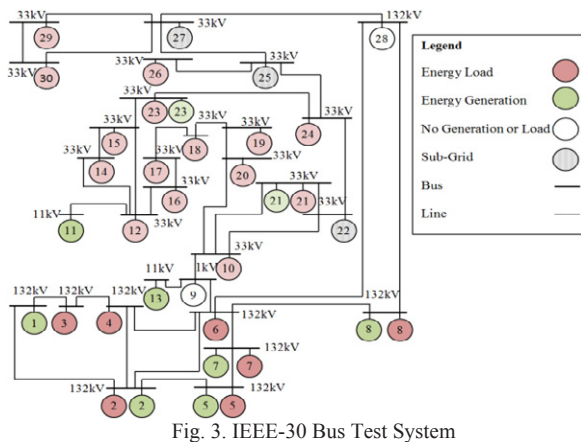 33kV 33kV 132kV
29 27 28
33kV 33kV 33kV
30 26 25
33kV 33kV
23 23 24
33kV 33kV 33kV
15 18 19
33kV 33kV 33kV
14 17 20
33kV 33kV 33kV
16 21 21 22
11kV 33kV
11 12
33kV
10
11kV 1kV
13 9
132kV 132kV 132kV 132kV 132kV
1 3 4 6 8 8
132kV
7 7
132kV 132kV 132kV
2 2 5 5
Legend
Energy Load
Energy Generation
No Generation or Load
Sub-Grid
Bus
Line
Fig. 3. IEEE-30 Bus Test System